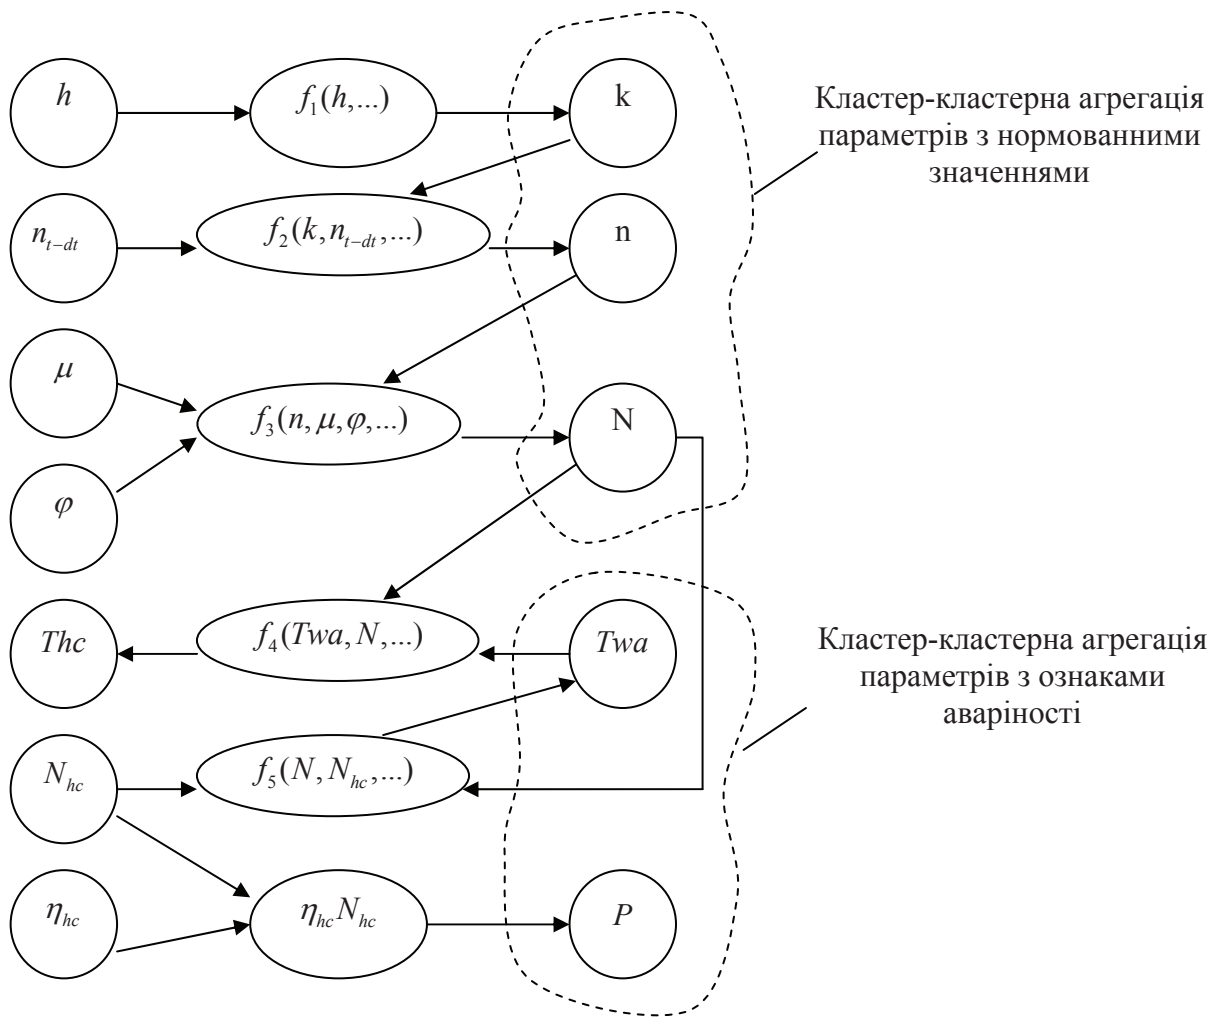 h
f₁(h,...)
k
Кластер-кластерна агрегація
параметрів з нормованними
значеннями
n_{t−dt}
f₂(k, n_{t−dt},...)
n
μ
f₃(n, μ, φ,...)
N
φ
Thc
f₄(Twa, N,...)
Twa
Кластер-кластерна агрегація
параметрів з ознаками
аваріності
N_{hc}
f₅(N, N_{hc},...)
η_{hc}
η_{hc}N_{hc}
P